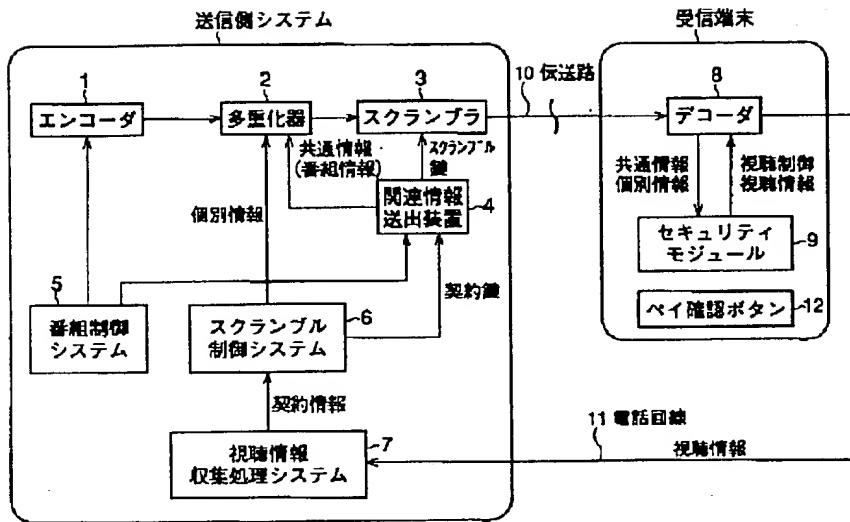 送信側システム
受信端末
1
2
3
10 伝送路
8
エンコーダ
多重化器
スクランブラ
デコーダ
共通情報
(番組情報)
スクランブル
鍵
共通情報
個別情報
視聴制御
視聴情報
関連情報
送出装置
4
個別情報
セキュリティ
モジュール
9
5
契約鍵
番組制御
システム
スクランブル
制御システム
6
ペイ確認ボタン
12
契約情報
11 電話回線
視聴情報
視聴情報
収集処理システム
7